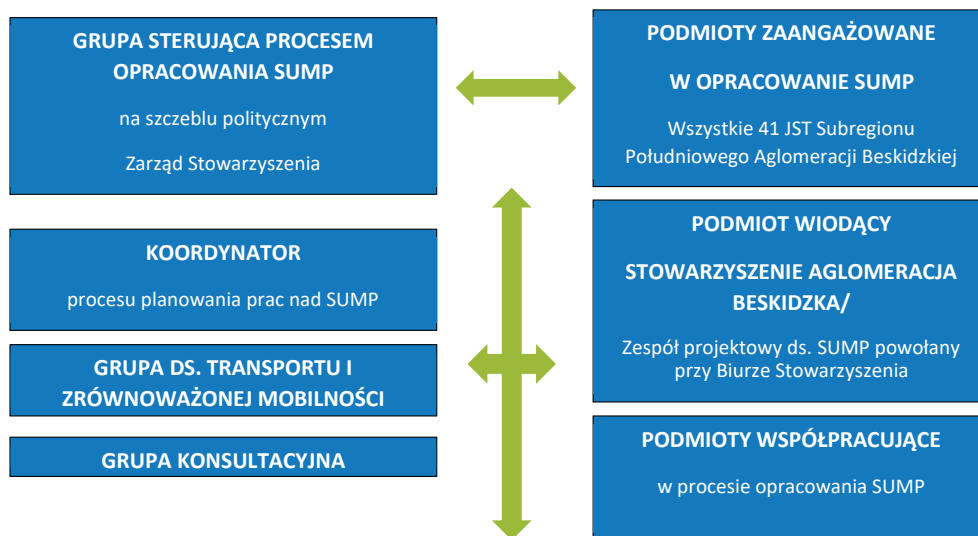 GRUPA STERUJĄCA PROCESEM
OPRACOWANIA SUMP
na szczeblu politycznym
Zarząd Stowarzyszenia
KOORDYNATOR
procesu planowania prac nad SUMP
GRUPA DS. TRANSPORTU I
ZRÓWNOWAŻONEJ MOBILNOŚCI
GRUPA KONSULTACYJNA
PODMIOTY ZAANGAŻOWANE
W OPRACOWANIE SUMP
Wszystkie 41 JST Subregionu
Południowego Aglomeracji Beskidzkiej
PODMIOT WIODĄCY
STOWARZYSZENIE AGLOMERACJA
BESKIDZKA/
Zespół projektowy ds. SUMP powołany
przy Biurze Stowarzyszenia
PODMIOTY WSPÓŁPRACUJĄCE
w procesie opracowania SUMP